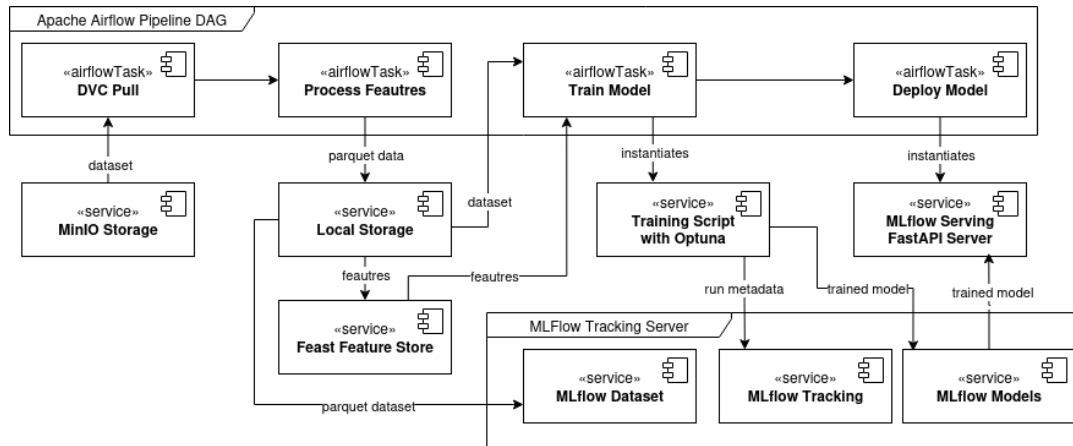 Apache Airflow Pipeline DAG
«airflowTask»
DVC Pull
«airflowTask»
Process Feautres
«airflowTask»
Train Model
«airflowTask»
Deploy Model
dataset
parquet data
dataset
instantiates
instantiates
«service»
MinIO Storage
«service»
Local Storage
«service»
Training Script
with Optuna
«service»
MLflow Serving
FastAPI Server
feautres
feautres
run metadata
trained model
trained model
«service»
Feast Feature Store
MLFlow Tracking Server
«service»
MLflow Dataset
«service»
MLflow Tracking
«service»
MLflow Models
parquet dataset